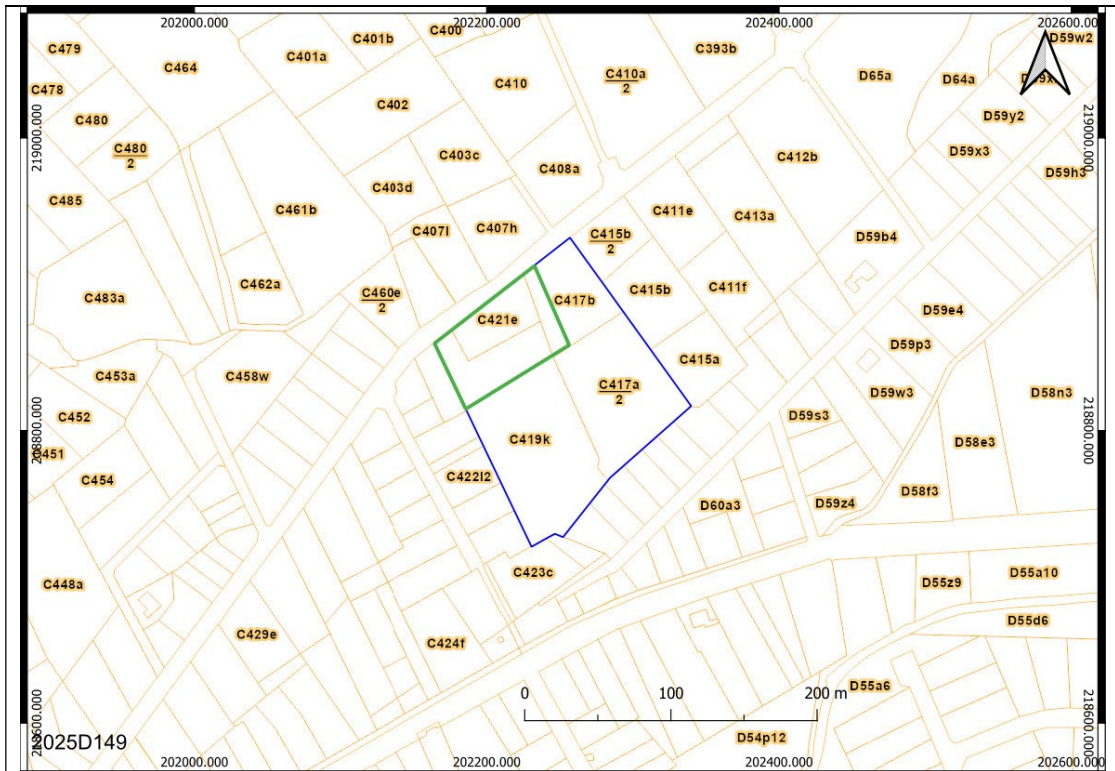 202000.000 202200.000 202400.000 202600.000
C479
C464
C401a
C401b
C400
C393b
D59w2
C478
C480
C402
C410
C410a
2
D65a
D64a
D59y2
C480
2
C403c
C408a
C412b
D59x3
D59h3
219000.000
219000.000
C485
C461b
C403d
C407l
C407h
C411e
C413a
C415b
2
D59b4
C483a
C462a
C460e
2
C421e
C417b
C415b
C411f
D59e4
D59p3
C453a
C458w
C415a
C417a
2
D59w3
D58n3
C452
C451
C454
C419k
D59s3
D58e3
218800.000
218800.000
C422l2
D60a3
D59z4
D58f3
C448a
C423c
D55z9
D55a10
C429e
C424f
D55d6
D55a6
0 100 200 m
D54p12
218600.000
2025D149
202000.000 202200.000 202400.000 202600.000